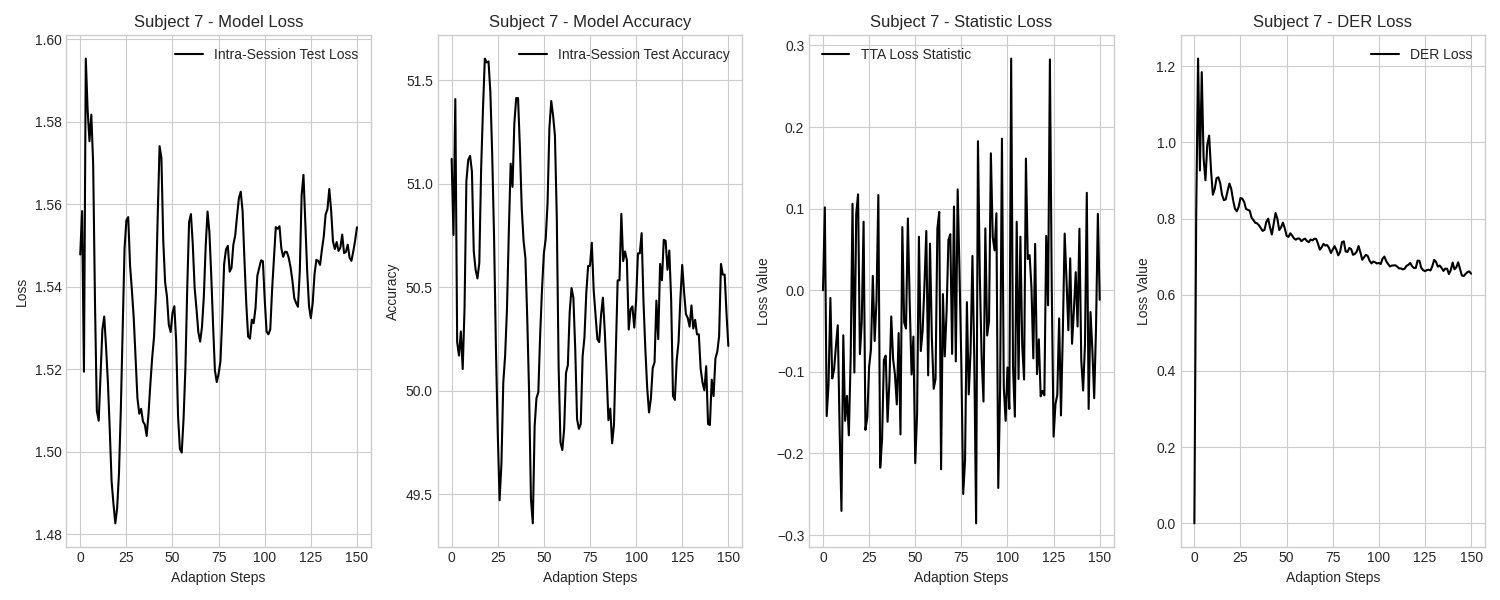 Subject 7 - Model Loss
Intra-Session Test Loss
Loss
1.60
1.58
1.56
1.54
1.52
1.50
1.48
0 25 50 75 100 125 150
Adaption Steps
Subject 7 - Model Accuracy
Intra-Session Test Accuracy
Accuracy
51.5
51.0
50.5
50.0
49.5
0 25 50 75 100 125 150
Adaption Steps
Subject 7 - Statistic Loss
TTA Loss Statistic
Loss Value
0.3
0.2
0.1
0.0
−0.1
−0.2
−0.3
0 25 50 75 100 125 150
Adaption Steps
Subject 7 - DER Loss
DER Loss
Loss Value
1.2
1.0
0.8
0.6
0.4
0.2
0.0
0 25 50 75 100 125 150
Adaption Steps